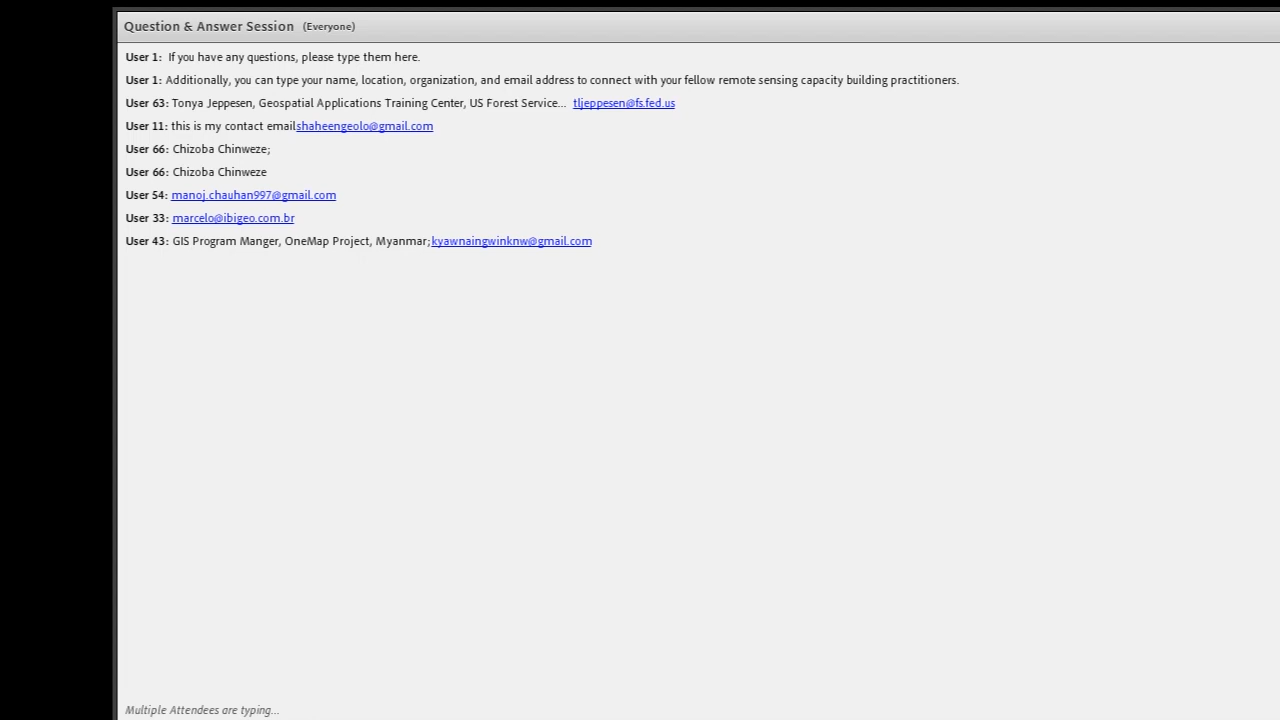 Question & Answer Session (Everyone)
User 1: If you have any questions, please type them here.
User 1: Additionally, you can type your name, location, organization, and email address to connect with your fellow remote sensing capacity building practitioners.
User 63: Tonya Jeppesen, Geospatial Applications Training Center, US Forest Service... tljeppesen@fs.fed.us
User 11: this is my contact email.shaheengeolo@gmail.com
User 66: Chizoba Chinweze;
User 66: Chizoba Chinweze
User 54: manoj.chauhan997@gmail.com
User 33: marcelo@ibigeo.com.br
User 43: GIS Program Manger, OneMap Project, Myanmar;kyawnaingwinknw@gmail.com
Multiple Attendees are typing...